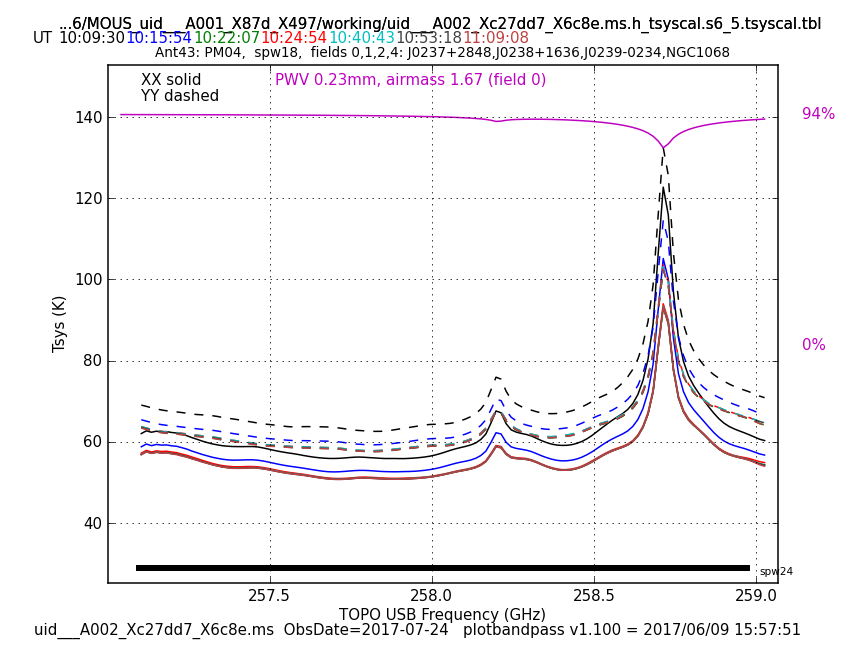 ...6/MOUS_uid___A001_X87d_X497/working/uid___A002_Xc27dd7_X6c8e.ms.h_tsyscal.s6_5.tsyscal.tbl
UT 10:09:30 10:15:54 10:22:07 10:24:54 10:40:43 10:53:18 11:09:08
Ant43: PM04, spw18, fields 0,1,2,4: J0237+2848,J0238+1636,J0239-0234,NGC1068
XX solid PWV 0.23mm, airmass 1.67 (field 0)
YY dashed
94%
140
120
100
80
60
40
0%
Tsys (K)
spw24
257.5 258.0 258.5 259.0
TOPO USB Frequency (GHz)
uid___A002_Xc27dd7_X6c8e.ms ObsDate=2017-07-24 plotbandpass v1.100 = 2017/06/09 15:57:51